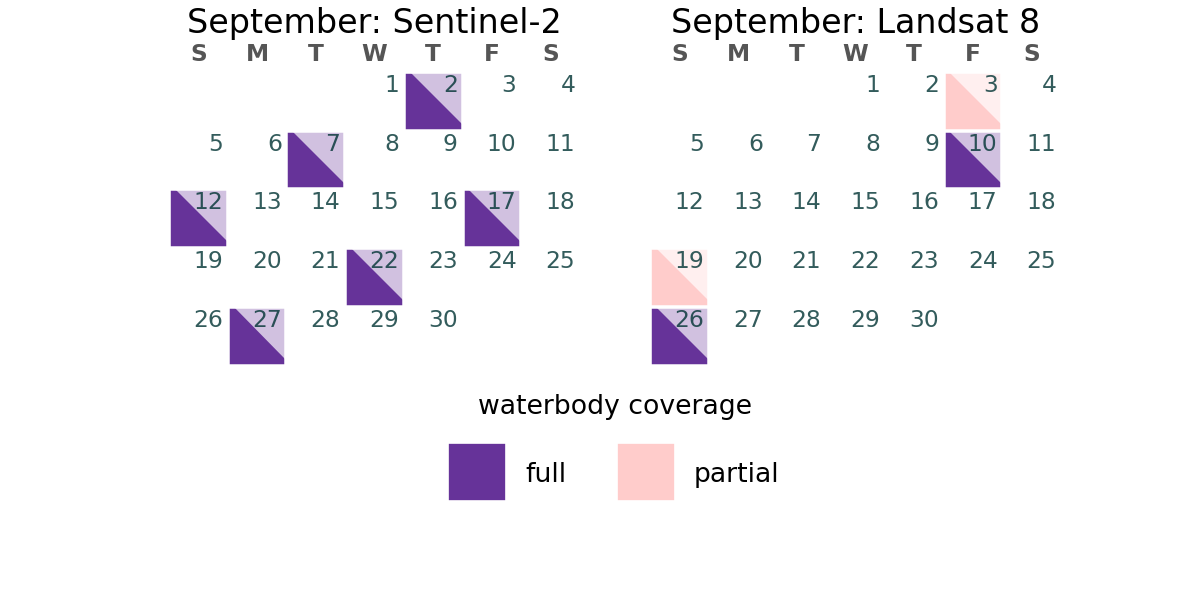 September: Sentinel-2
S M T W T F S
1 2 3 4
5 6 7 8 9 10 11
12 13 14 15 16 17 18
19 20 21 22 23 24 25
26 27 28 29 30
September: Landsat 8
S M T W T F S
1 2 3 4
5 6 7 8 9 10 11
12 13 14 15 16 17 18
19 20 21 22 23 24 25
26 27 28 29 30
waterbody coverage
full partial